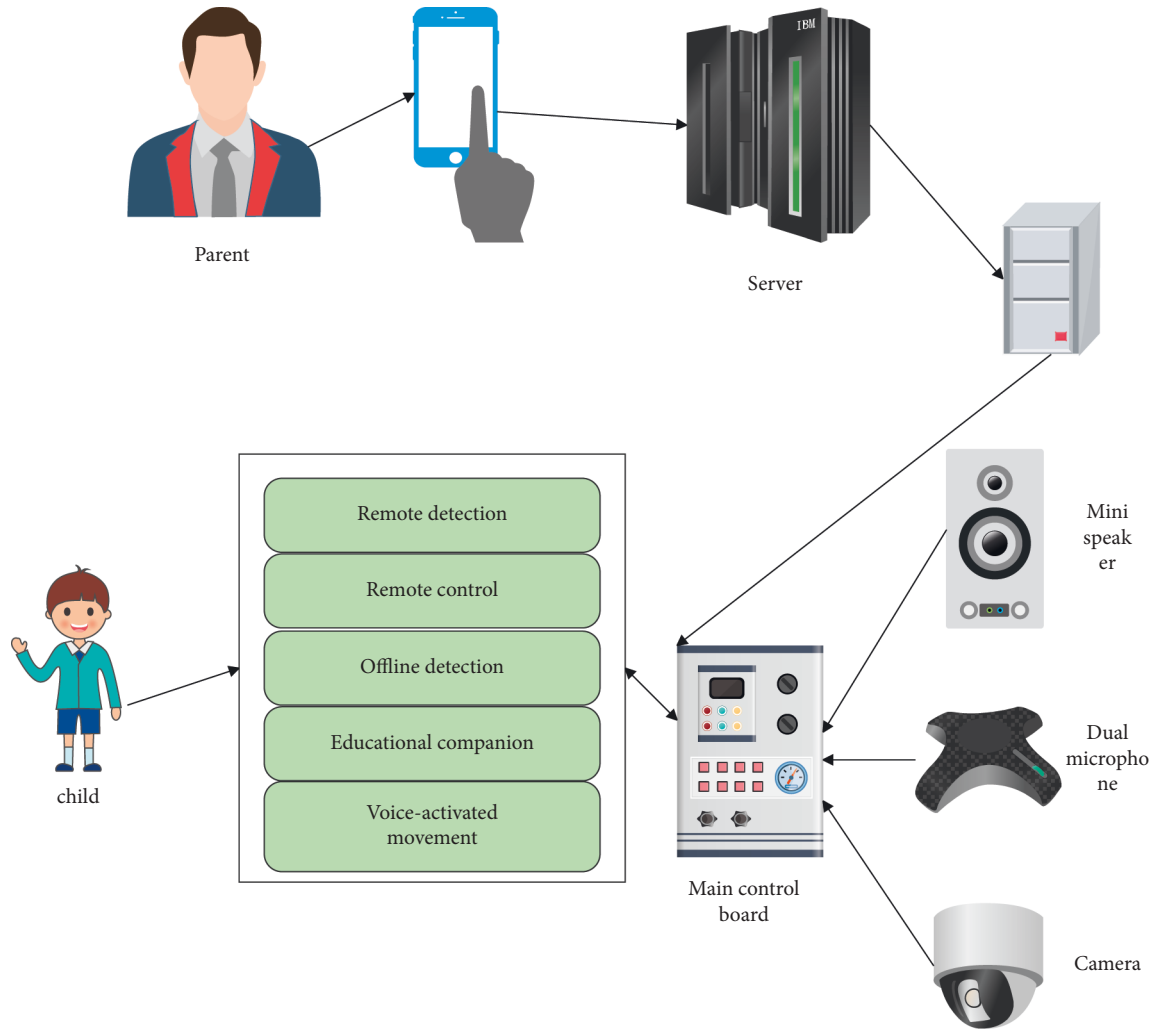 IBM
Parent
Server
Remote detection
Remote control
Offline detection
Educational companion
Voice-activated
movement
child
Main control
board
Mini
speak
er
Dual
micropho
ne
Camera